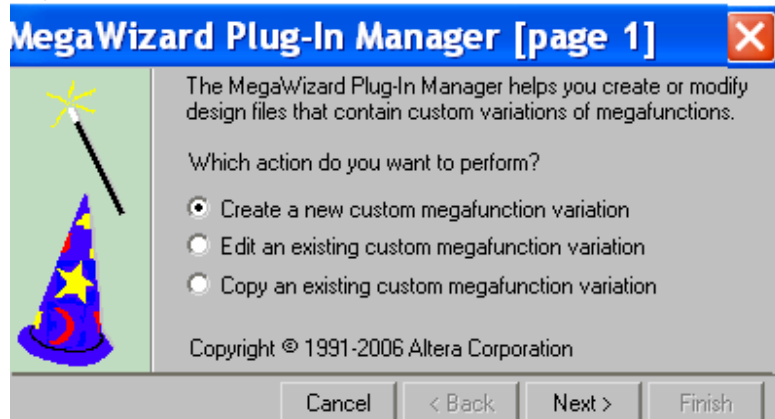 MegaWizard Plug-In Manager [page 1]
The MegaWizard Plug-In Manager helps you create or modify
design files that contain custom variations of megafunctions.
Which action do you want to perform?
Create a new custom megafunction variation
Edit an existing custom megafunction variation
Copy an existing custom megafunction variation
Copyright © 1991-2006 Altera Corporation
Cancel < Back Next > Finish